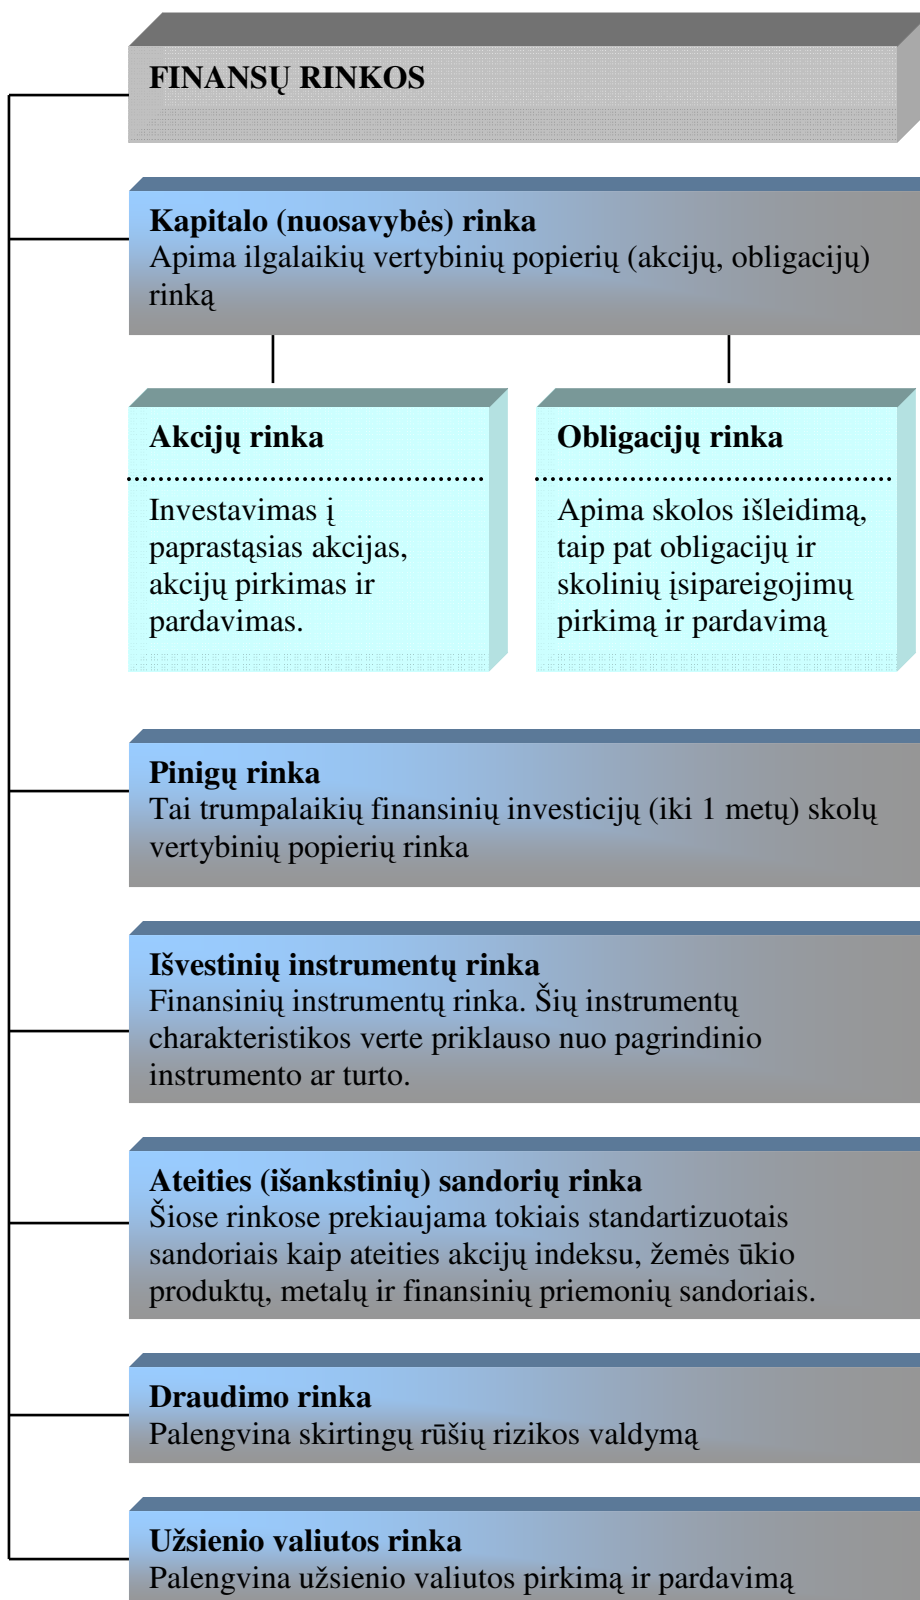 FINANSŲ RINKOS
Kapitalo (nuosavybės) rinka
Apima ilgalaikių vertybinių popierių (akcijų, obligacijų)
rinką
Akcijų rinka
Investavimas į
paprastąsias akcijas,
akcijų pirkimas ir
pardavimas.
Obligacijų rinka
Apima skolos išleidimą,
taip pat obligacijų ir
skolinių įsipareigojimų
pirkimą ir pardavimą
Pinigų rinka
Tai trumpalaikių finansinių investicijų (iki 1 metų) skolų
vertybinių popierių rinka
Išvestinių instrumentų rinka
Finansinių instrumentų rinka. Šių instrumentų
charakteristikos verte priklauso nuo pagrindinio
instrumento ar turto.
Ateities (išankstinių) sandorių rinka
Šiose rinkose prekiaujama tokiais standartizuotais
sandoriais kaip ateities akcijų indeksu, žemės ūkio
produktų, metalų ir finansinių priemonių sandoriais.
Draudimo rinka
Palengvina skirtingų rūšių rizikos valdymą
Užsienio valiutos rinka
Palengvina užsienio valiutos pirkimą ir pardavimą